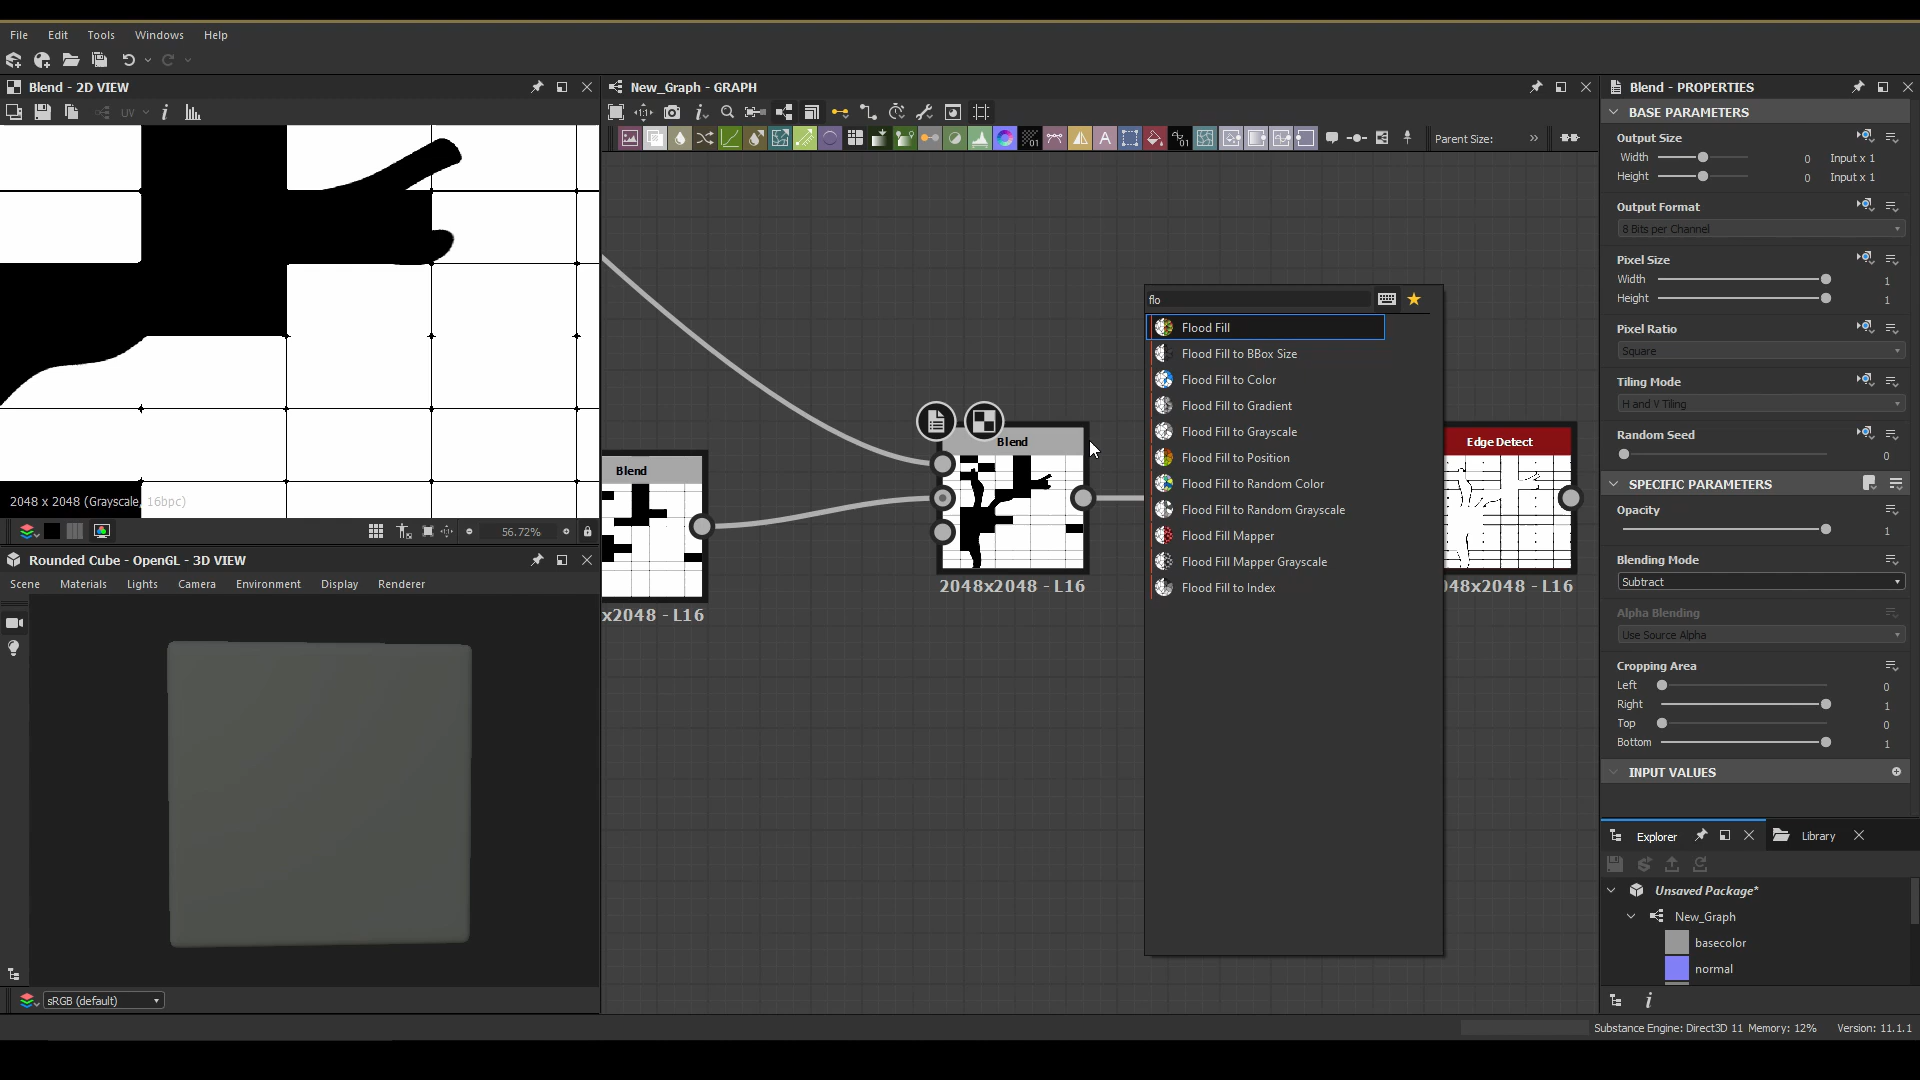 File Edit Tools Windows Help
Blend - 2D VIEW
UV
2048 x 2048 (Grayscale, 16bpc)
56.72%
Rounded Cube - OpenGL - 3D VIEW
Scene Materials Lights Camera Environment Display Renderer
sRGB (default)
New_Graph - GRAPH
Parent Size:
flo
Flood Fill
Flood Fill to BBox Size
Flood Fill to Color
Flood Fill to Gradient
Flood Fill to Grayscale
Flood Fill to Position
Flood Fill to Random Color
Flood Fill to Random Grayscale
Flood Fill Mapper
Flood Fill Mapper Grayscale
Flood Fill to Index
Blend
x2048 - L16
Blend
2048x2048 - L16
Edge Detect
48x2048 - L16
Blend - PROPERTIES
BASE PARAMETERS
Output Size
Width 0 Input x 1
Height 0 Input x 1
Output Format
8 Bits per Channel
Pixel Size
Width 1
Height 1
Pixel Ratio
Square
Tiling Mode
H and V Tiling
Random Seed
0
SPECIFIC PARAMETERS
Opacity
1
Blending Mode
Subtract
Alpha Blending
Use Source Alpha
Cropping Area
Left 0
Right 1
Top 0
Bottom 1
INPUT VALUES
Explorer Library
Unsaved Package*
New_Graph
basecolor
normal
Substance Engine: Direct3D 11 Memory: 12% Version: 11.1.1